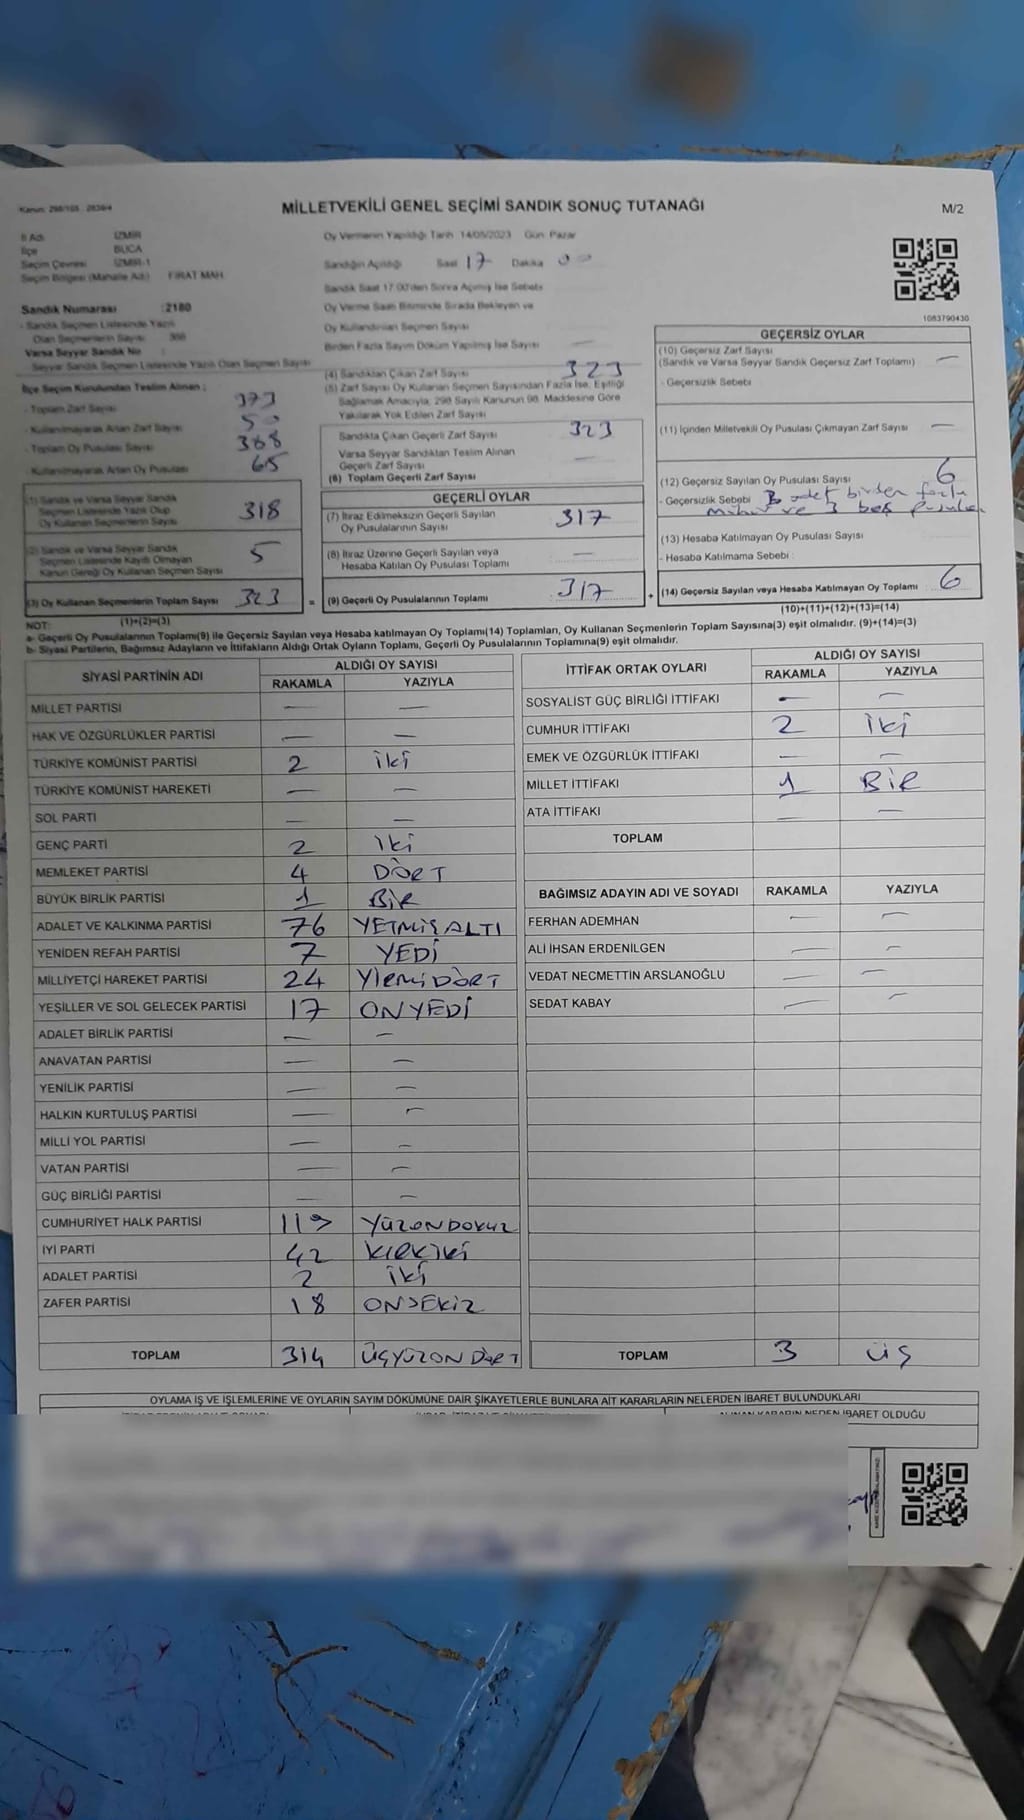 Kanun: 298/105 : 2839/4
MİLLETVEKİLİ GENEL SEÇİMİ SANDIK SONUÇ TUTANAĞI
M/2
İl Adı İZMİR
İlçe BUCA
Seçim Çevresi İZMİR-1
Seçim Bölgesi (Mahalle Adı) FIRAT MAH.
Sandık Numarası :2180
- Sandık Seçmen Listesinde Yazılı
Olan Seçmenlerin Sayısı 366
Varsa Seyyar Sandık No :
Seyyar Sandık Seçmen Listesinde Yazılı Olan Seçmen Sayısı
İlçe Seçim Kurulundan Teslim Alınan ;
- Toplam Zarf Sayısı 373
- Kullanılmayarak Artan Zarf Sayısı 50
- Toplam Oy Pusulası Sayısı 388
- Kullanılmayarak Artan Oy Pusulası 65
(1) Sandık ve Varsa Seyyar Sandık
Seçmen Listesinde Yazılı Olup
Oy Kullanan Seçmenlerin Sayısı 318
(2) Sandık ve Varsa Seyyar Sandık
Seçmen Listesinde Kayıtlı Olmayan
Kanun Gereği Oy Kullanan Seçmen Sayısı 5
(3) Oy Kullanan Seçmenlerin Toplam Sayısı 323 =
(1)+(2)=(3)
Oy Vermenin Yapıldığı Tarih :14/05/2023 Gün: Pazar
Sandığın Açıldığı Saat 17 Dakika 00
Sandık Saat 17:00'den Sonra Açılmış İse Sebebi
Oy Verme Saati Bitiminde Sırada Bekleyen ve
Oy Kullandırılan Seçmen Sayısı
Birden Fazla Sayım Döküm Yapılmış İse Sayısı —
(4) Sandıktan Çıkan Zarf Sayısı 323
(5) Zarf Sayısı Oy Kullanan Seçmen Sayısından Fazla İse, Eşitliği
Sağlamak Amacıyla, 298 Sayılı Kanunun 98. Maddesine Göre
Yakılarak Yok Edilen Zarf Sayısı
Sandıkta Çıkan Geçerli Zarf Sayısı 323
Varsa Seyyar Sandıktan Teslim Alınan
Geçerli Zarf Sayısı —
(6) Toplam Geçerli Zarf Sayısı
GEÇERLİ OYLAR
(7) İtiraz Edilmeksizin Geçerli Sayılan
Oy Pusulalarının Sayısı 317
(8) İtiraz Üzerine Geçerli Sayılan veya
Hesaba Katılan Oy Pusulası Toplamı —
(9) Geçerli Oy Pusulalarının Toplamı 317 +
1083790430
GEÇERSİZ OYLAR
(10) Geçersiz Zarf Sayısı
(Sandık ve Varsa Seyyar Sandık Geçersiz Zarf Toplamı) —
- Geçersizlik Sebebi
(11) İçinden Milletvekili Oy Pusulası Çıkmayan Zarf Sayısı —
(12) Geçersiz Sayılan Oy Pusulası Sayısı 6
- Geçersizlik Sebebi 3 adet birden fazla
mühür ve 3 boş pusula
(13) Hesaba Katılmayan Oy Pusulası Sayısı
- Hesaba Katılmama Sebebi :
(14) Geçersiz Sayılan veya Hesaba Katılmayan Oy Toplamı 6
(10)+(11)+(12)+(13)=(14)
NOT:
a- Geçerli Oy Pusulalarının Toplamı(9) ile Geçersiz Sayılan veya Hesaba katılmayan Oy Toplamı(14) Toplamları, Oy Kullanan Seçmenlerin Toplam Sayısına(3) eşit olmalıdır. (9)+(14)=(3)
b- Siyasi Partilerin, Bağımsız Adayların ve İttifakların Aldığı Ortak Oyların Toplamı, Geçerli Oy Pusulalarının Toplamına(9) eşit olmalıdır.
SİYASİ PARTİNİN ADI ALDIĞI OY SAYISI
RAKAMLA YAZIYLA
MİLLET PARTİSİ — —
HAK VE ÖZGÜRLÜKLER PARTİSİ — —
TÜRKİYE KOMÜNİST PARTİSİ 2 iki
TÜRKİYE KOMÜNİST HAREKETİ — —
SOL PARTİ — —
GENÇ PARTİ 2 iki
MEMLEKET PARTİSİ 4 DÖRT
BÜYÜK BİRLİK PARTİSİ 1 BİR
ADALET VE KALKINMA PARTİSİ 76 YETMİŞALTI
YENİDEN REFAH PARTİSİ 7 YEDİ
MİLLİYETÇİ HAREKET PARTİSİ 24 YİRMİDÖRT
YEŞİLLER VE SOL GELECEK PARTİSİ 17 ONYEDİ
ADALET BİRLİK PARTİSİ — —
ANAVATAN PARTİSİ — —
YENİLİK PARTİSİ — —
HALKIN KURTULUŞ PARTİSİ — —
MİLLİ YOL PARTİSİ — —
VATAN PARTİSİ — —
GÜÇ BİRLİĞİ PARTİSİ — —
CUMHURİYET HALK PARTİSİ 119 YÜZONDOKUZ
İYİ PARTİ 42 KIRKİKİ
ADALET PARTİSİ 2 iki
ZAFER PARTİSİ 18 ONSEKİZ
TOPLAM 314 ÜÇYÜZON DÖRT
İTTİFAK ORTAK OYLARI ALDIĞI OY SAYISI
RAKAMLA YAZIYLA
SOSYALİST GÜÇ BİRLİĞİ İTTİFAKI — —
CUMHUR İTTİFAKI 2 iki
EMEK VE ÖZGÜRLÜK İTTİFAKI — —
MİLLET İTTİFAKI 1 BİR
ATA İTTİFAKI — —
TOPLAM
BAĞIMSIZ ADAYIN ADI VE SOYADI RAKAMLA YAZIYLA
FERHAN ADEMHAN — —
ALİ İHSAN ERDENİLGEN — —
VEDAT NECMETTİN ARSLANOĞLU — —
SEDAT KABAY — —
TOPLAM 3 ÜÇ
OYLAMA İŞ VE İŞLEMLERİNE VE OYLARIN SAYIM DÖKÜMÜNE DAİR ŞİKAYETLERLE BUNLARA AİT KARARLARIN NELERDEN İBARET BULUNDUKLARI
ALINAN KARARIN NEDEN İBARET OLDUĞU